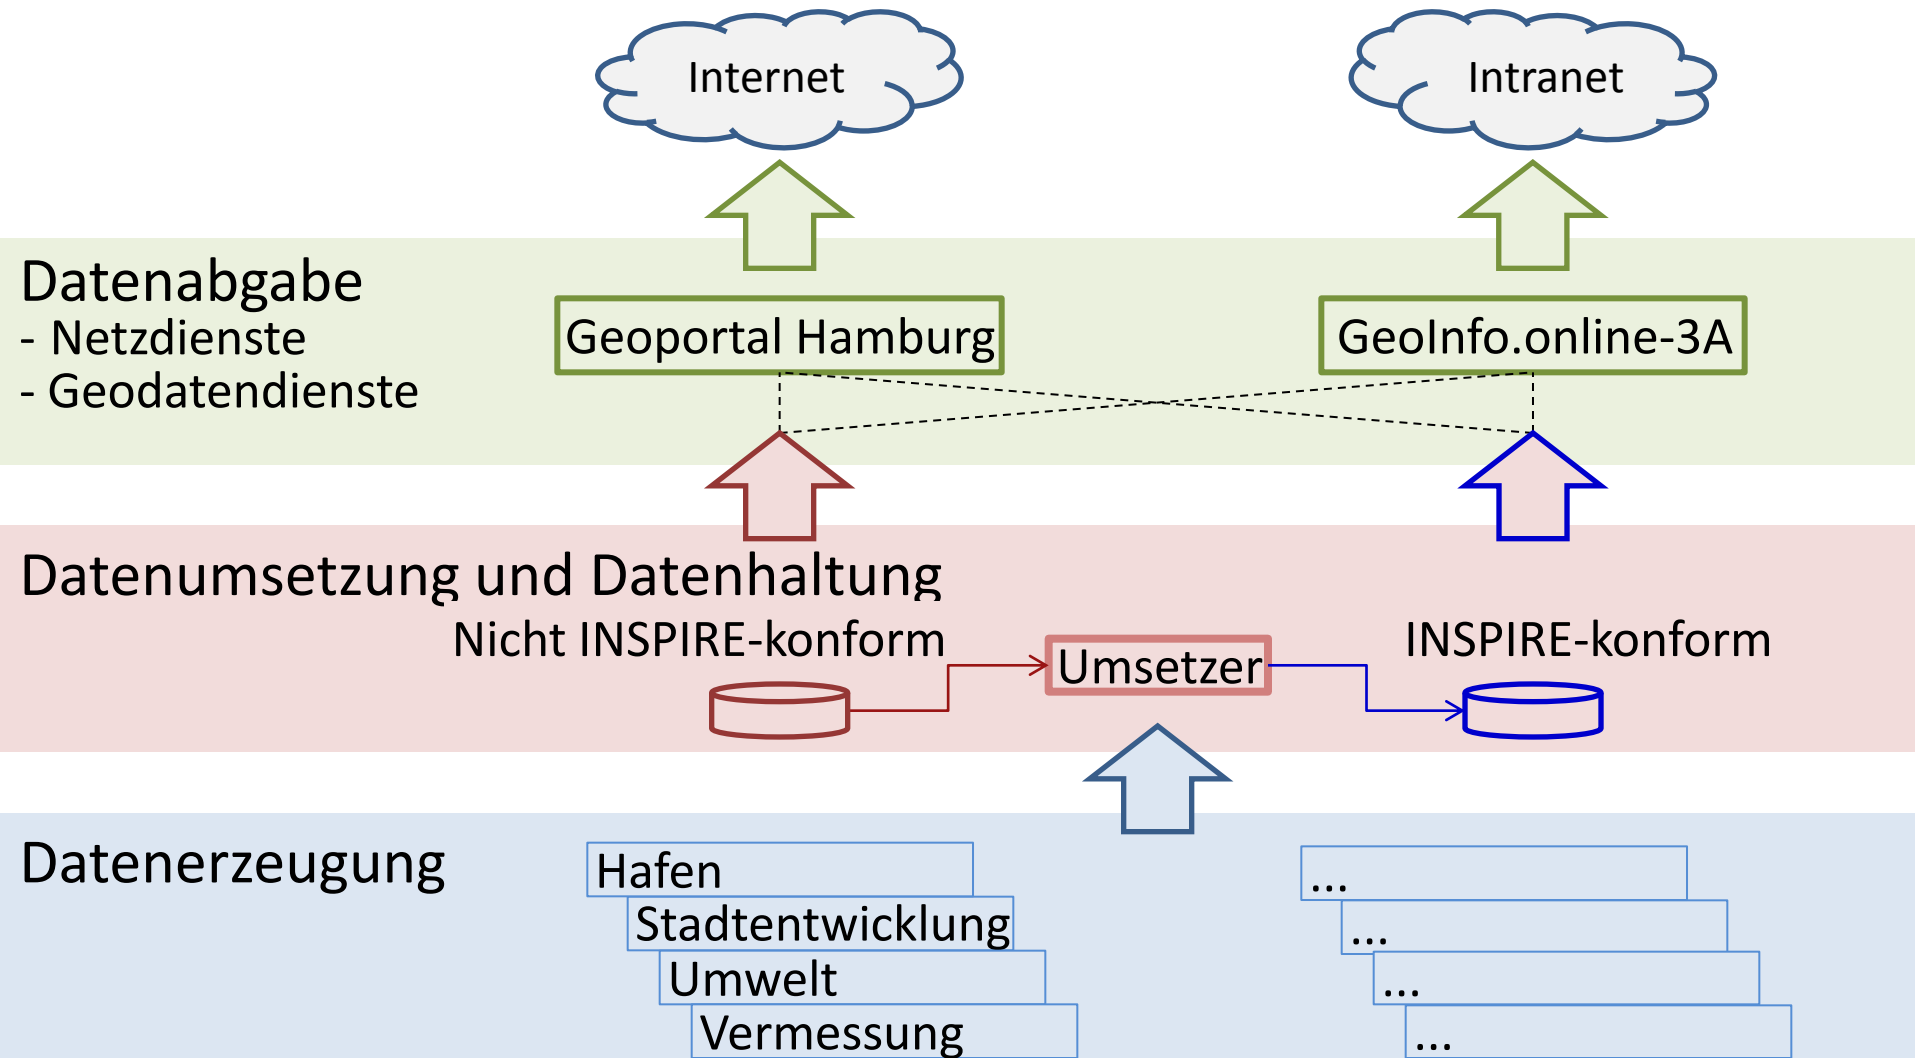 Internet
Intranet
Datenabgabe
- Netzdienste
- Geodatendienste
Geoportal Hamburg
GeoInfo.online-3A
Datenumsetzung und Datenhaltung
Nicht INSPIRE-konform
Umsetzer
INSPIRE-konform
Datenerzeugung
Hafen
Stadtentwicklung
Umwelt
Vermessung
...
...
...
...